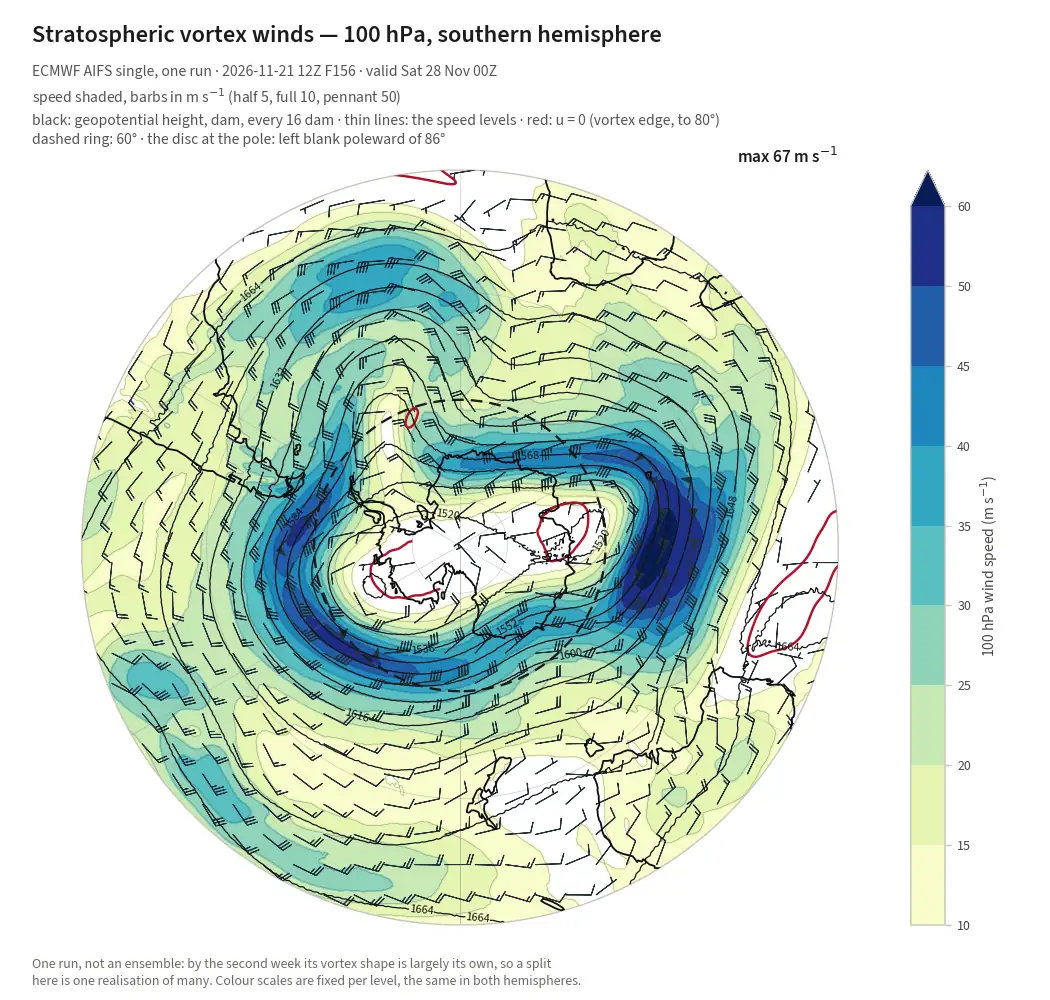 Stratospheric vortex winds — 100 hPa, southern hemisphere
ECMWF AIFS single, one run · 2026-11-21 12Z F156 · valid Sat 28 Nov 00Z
speed shaded, barbs in m s⁻¹ (half 5, full 10, pennant 50)
black: geopotential height, dam, every 16 dam · thin lines: the speed levels · red: u = 0 (vortex edge, to 80°)
dashed ring: 60° · the disc at the pole: left blank poleward of 86°
max 67 m s⁻¹
60
50
45
40
35
30
25
20
15
10
100 hPa wind speed (m s⁻¹)
1664
1632
1568
1648
1584
1520
1520
1552
1536
1600
1664
1616
1664
1664
One run, not an ensemble: by the second week its vortex shape is largely its own, so a split
here is one realisation of many. Colour scales are fixed per level, the same in both hemispheres.